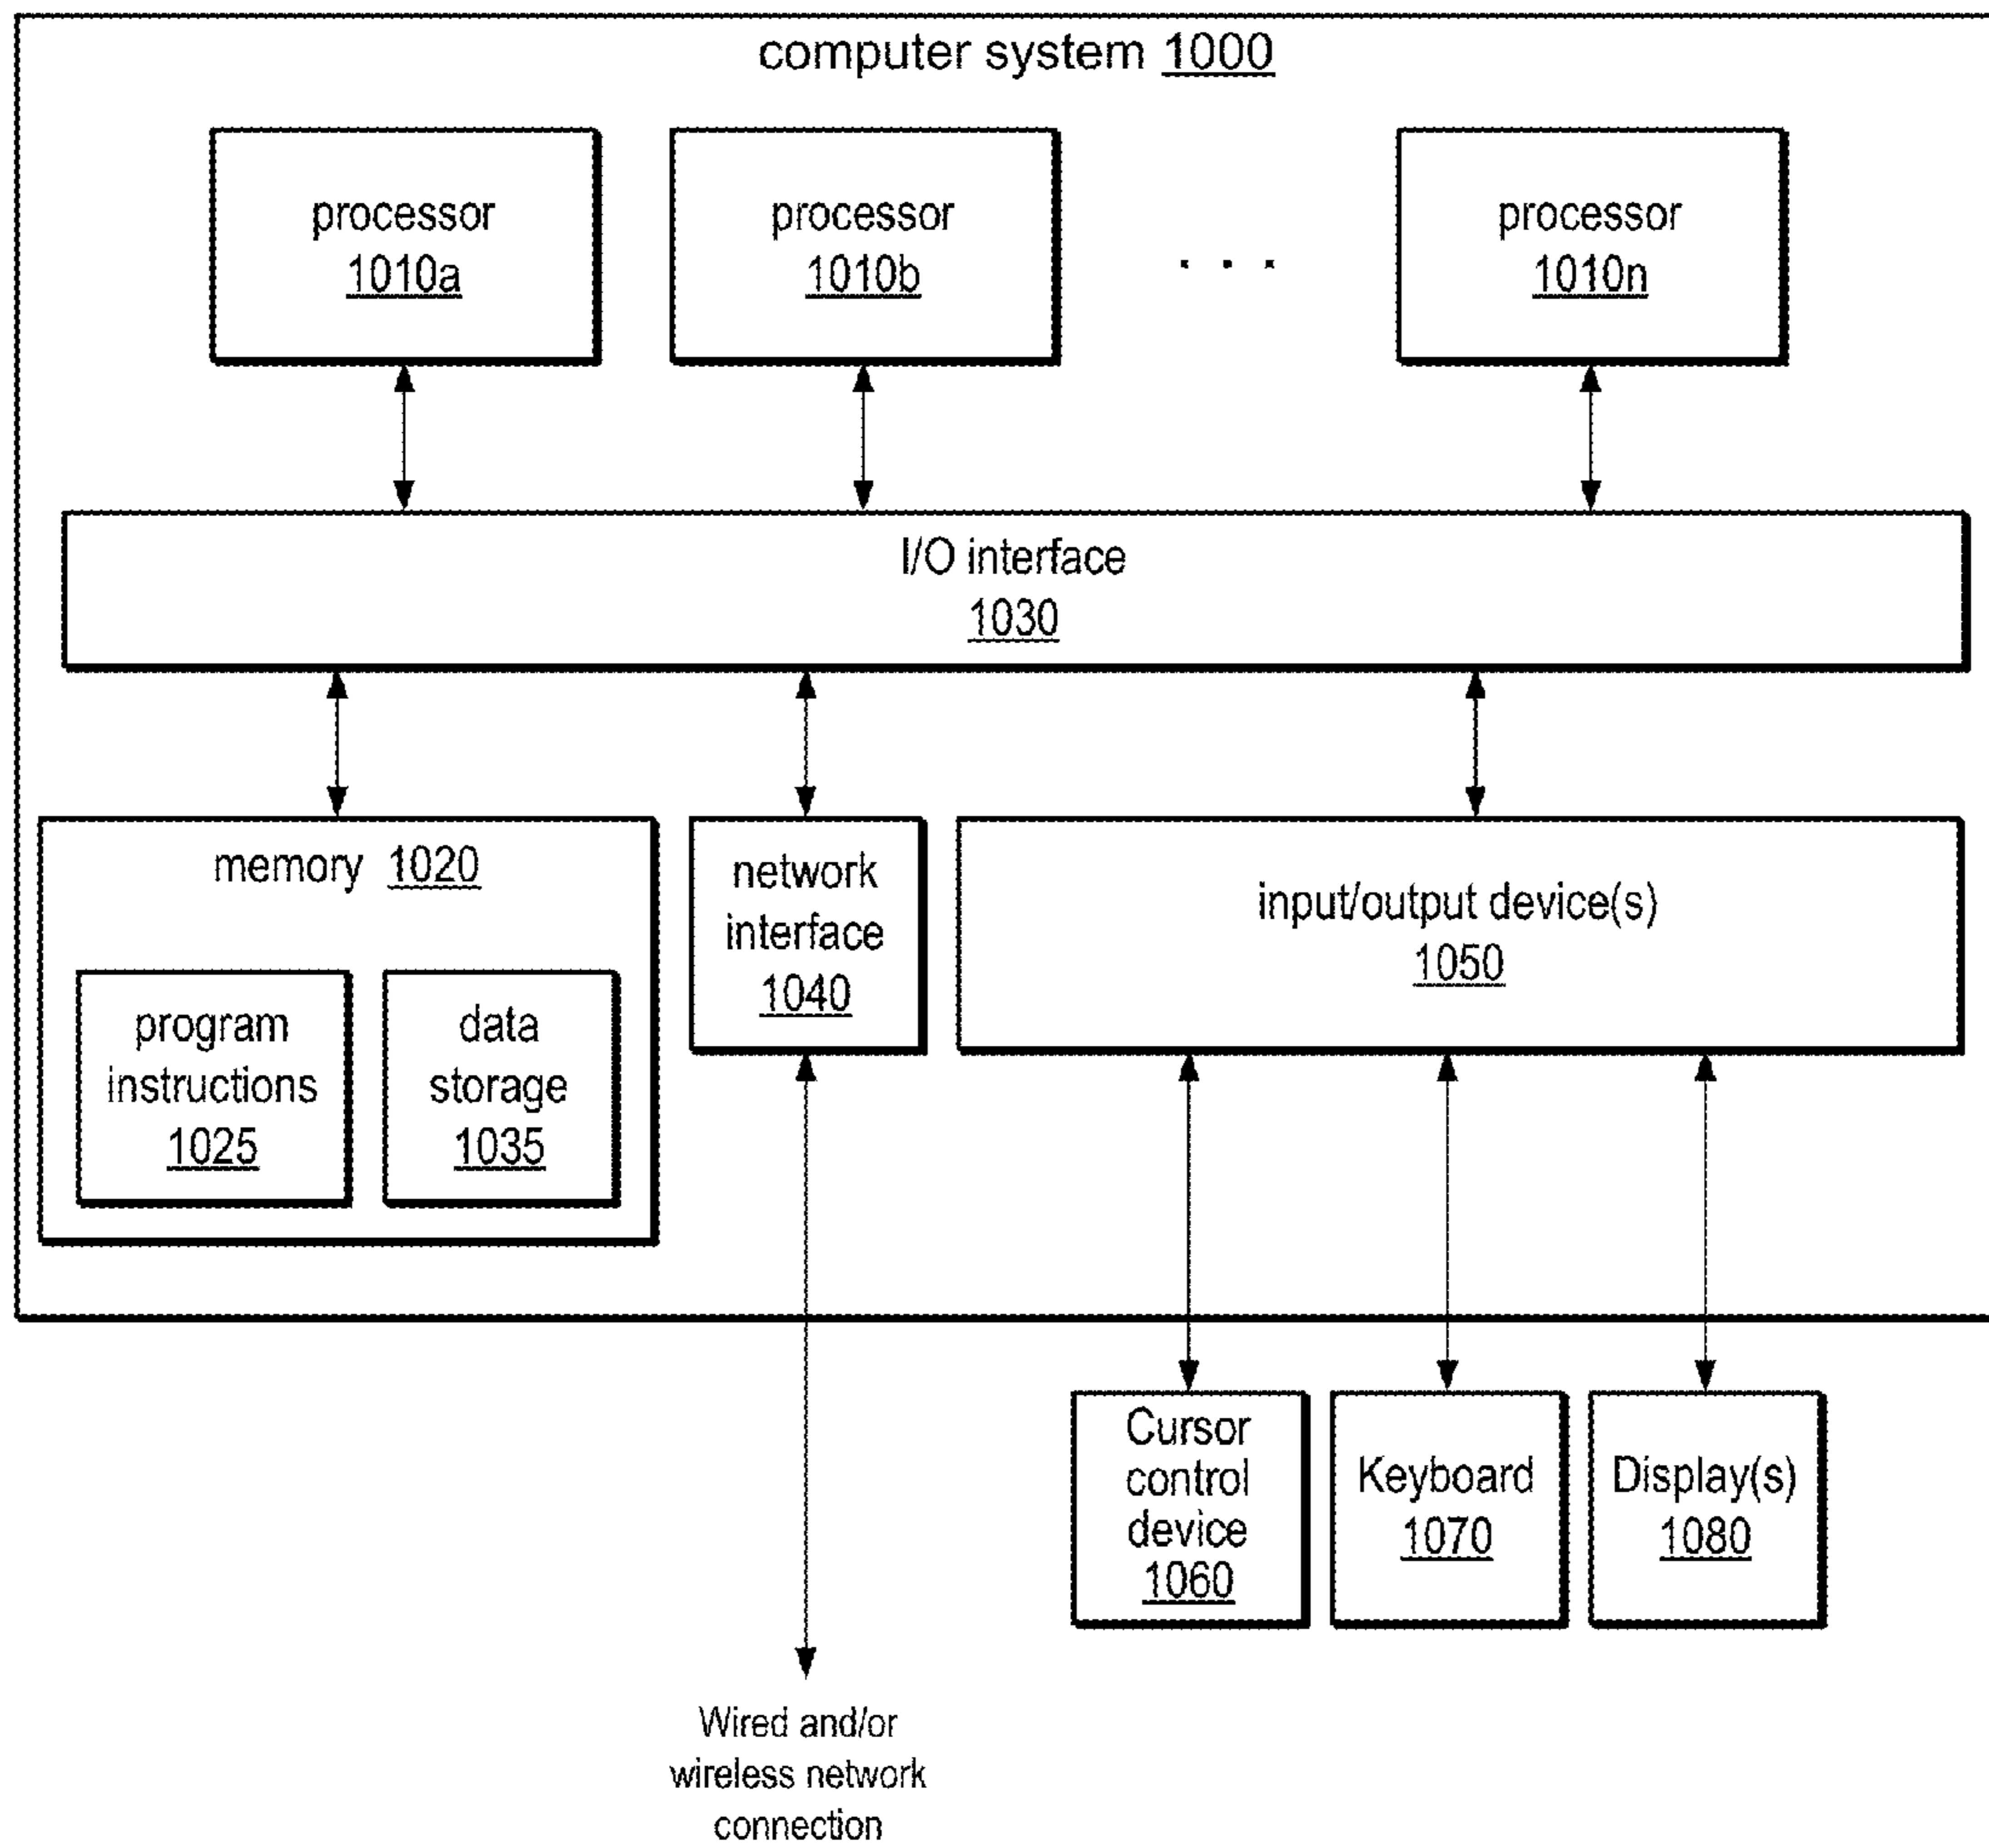 computer system 1000
processor
1010a
processor
1010b
. . .
processor
1010n
I/O interface
1030
memory 1020
program
instructions
1025
data
storage
1035
network
interface
1040
input/output device(s)
1050
Cursor
control
device
1060
Keyboard
1070
Display(s)
1080
Wired and/or
wireless network
connection